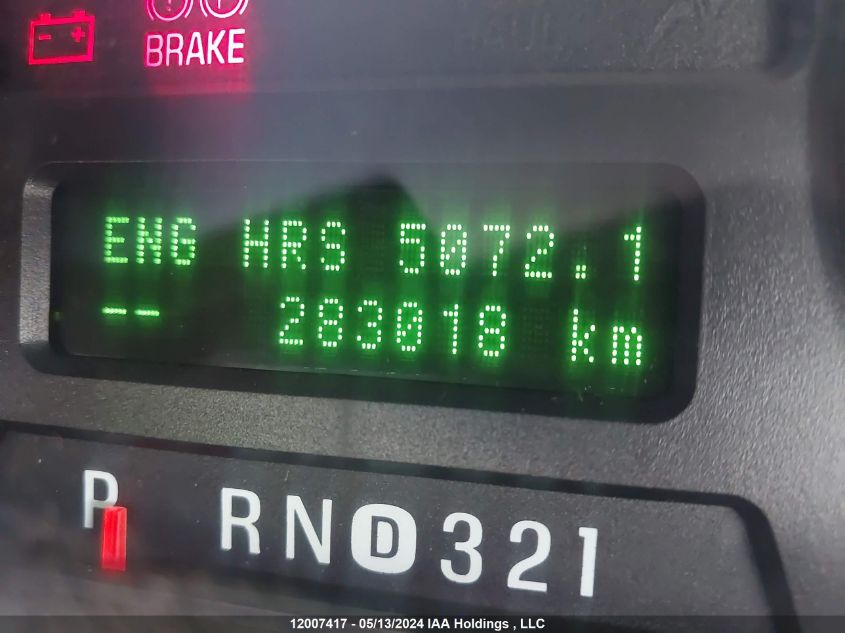 BRAKE
ENG HRS 5072.1
-- 283018 km
P R N D 3 2 1
12007417 - 05/13/2024 IAA Holdings , LLC